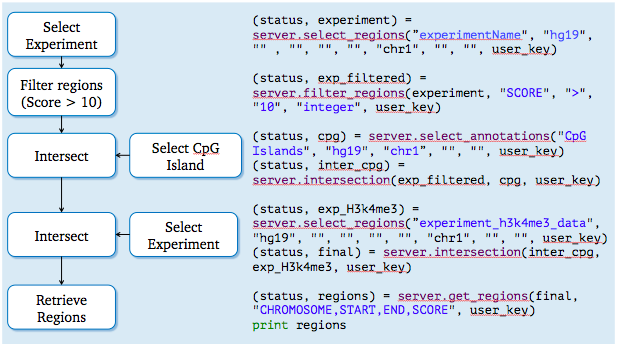 Select
Experiment
Filter regions
(Score > 10)
Intersect
Select CpG
Island
Intersect
Select
Experiment
Retrieve
Regions
(status, experiment) =
server.select_regions("experimentName", "hg19",
"" , "", "", "", "", "chr1", "", "", user_key)
(status, exp_filtered) =
server.filter_regions(experiment, "SCORE", ">",
"10", "integer", user_key)
(status, cpg) = server.select_annotations("CpG
Islands", "hg19", "chr1”, "", "", user_key)
(status, inter_cpg) =
server.intersection(exp_filtered, cpg, user_key)
(status, exp_H3k4me3) =
server.select_regions("experiment_h3k4me3_data",
"hg19", "", "", "", "", "", "chr1", "", "", user_key)
(status, final) = server.intersection(inter_cpg,
exp_H3k4me3, user_key)
(status, regions) = server.get_regions(final,
"CHROMOSOME,START,END,SCORE", user_key)
print regions